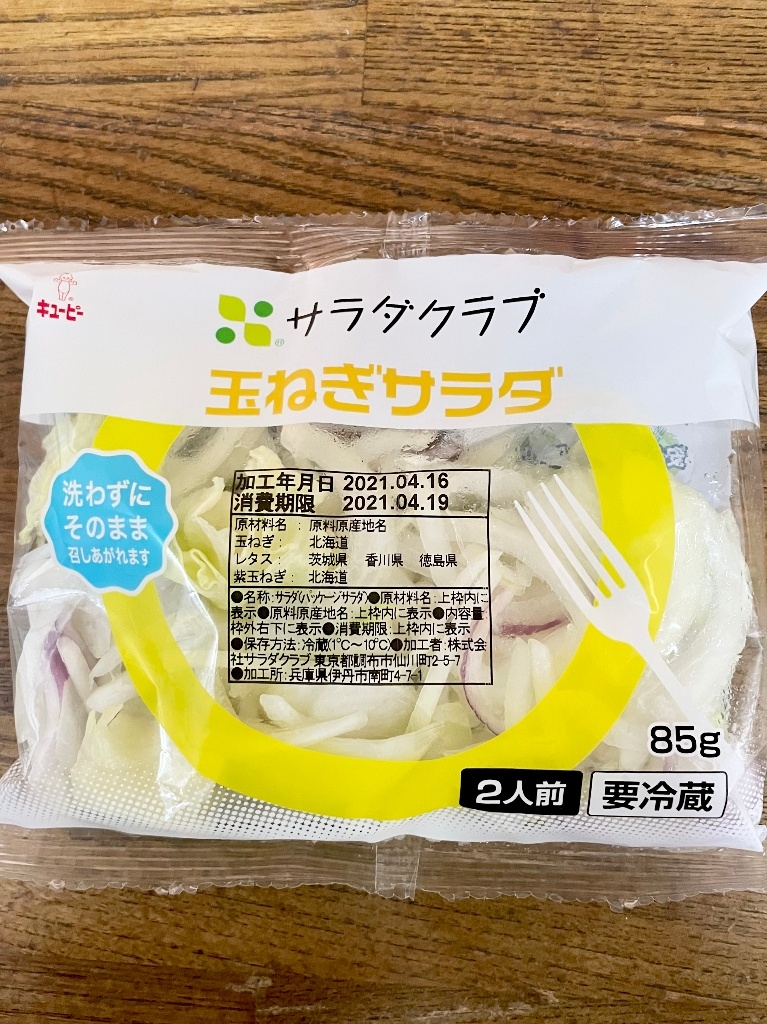 キューピー
サラダクラブ
玉ねぎサラダ
洗わずに
そのまま
召しあがれます
加工年月日 2021.04.16
消費期限 2021.04.19
原材料名 : 原料原産地名
玉ねぎ: 北海道
レタス: 茨城県 香川県 徳島県
紫玉ねぎ: 北海道
●名称:サラダ(パッケージサラダ)●原材料名:上枠内に
表示●原料原産地名:上枠内に表示●内容量:
枠外右下に表示●消費期限:上枠内に表示
●保存方法:冷蔵(1℃〜10℃)●加工者:株式会
社サラダクラブ 東京都調布市仙川町2-5-7
●加工所:兵庫県伊丹市南町4-7-1
85g
2人前
要冷蔵